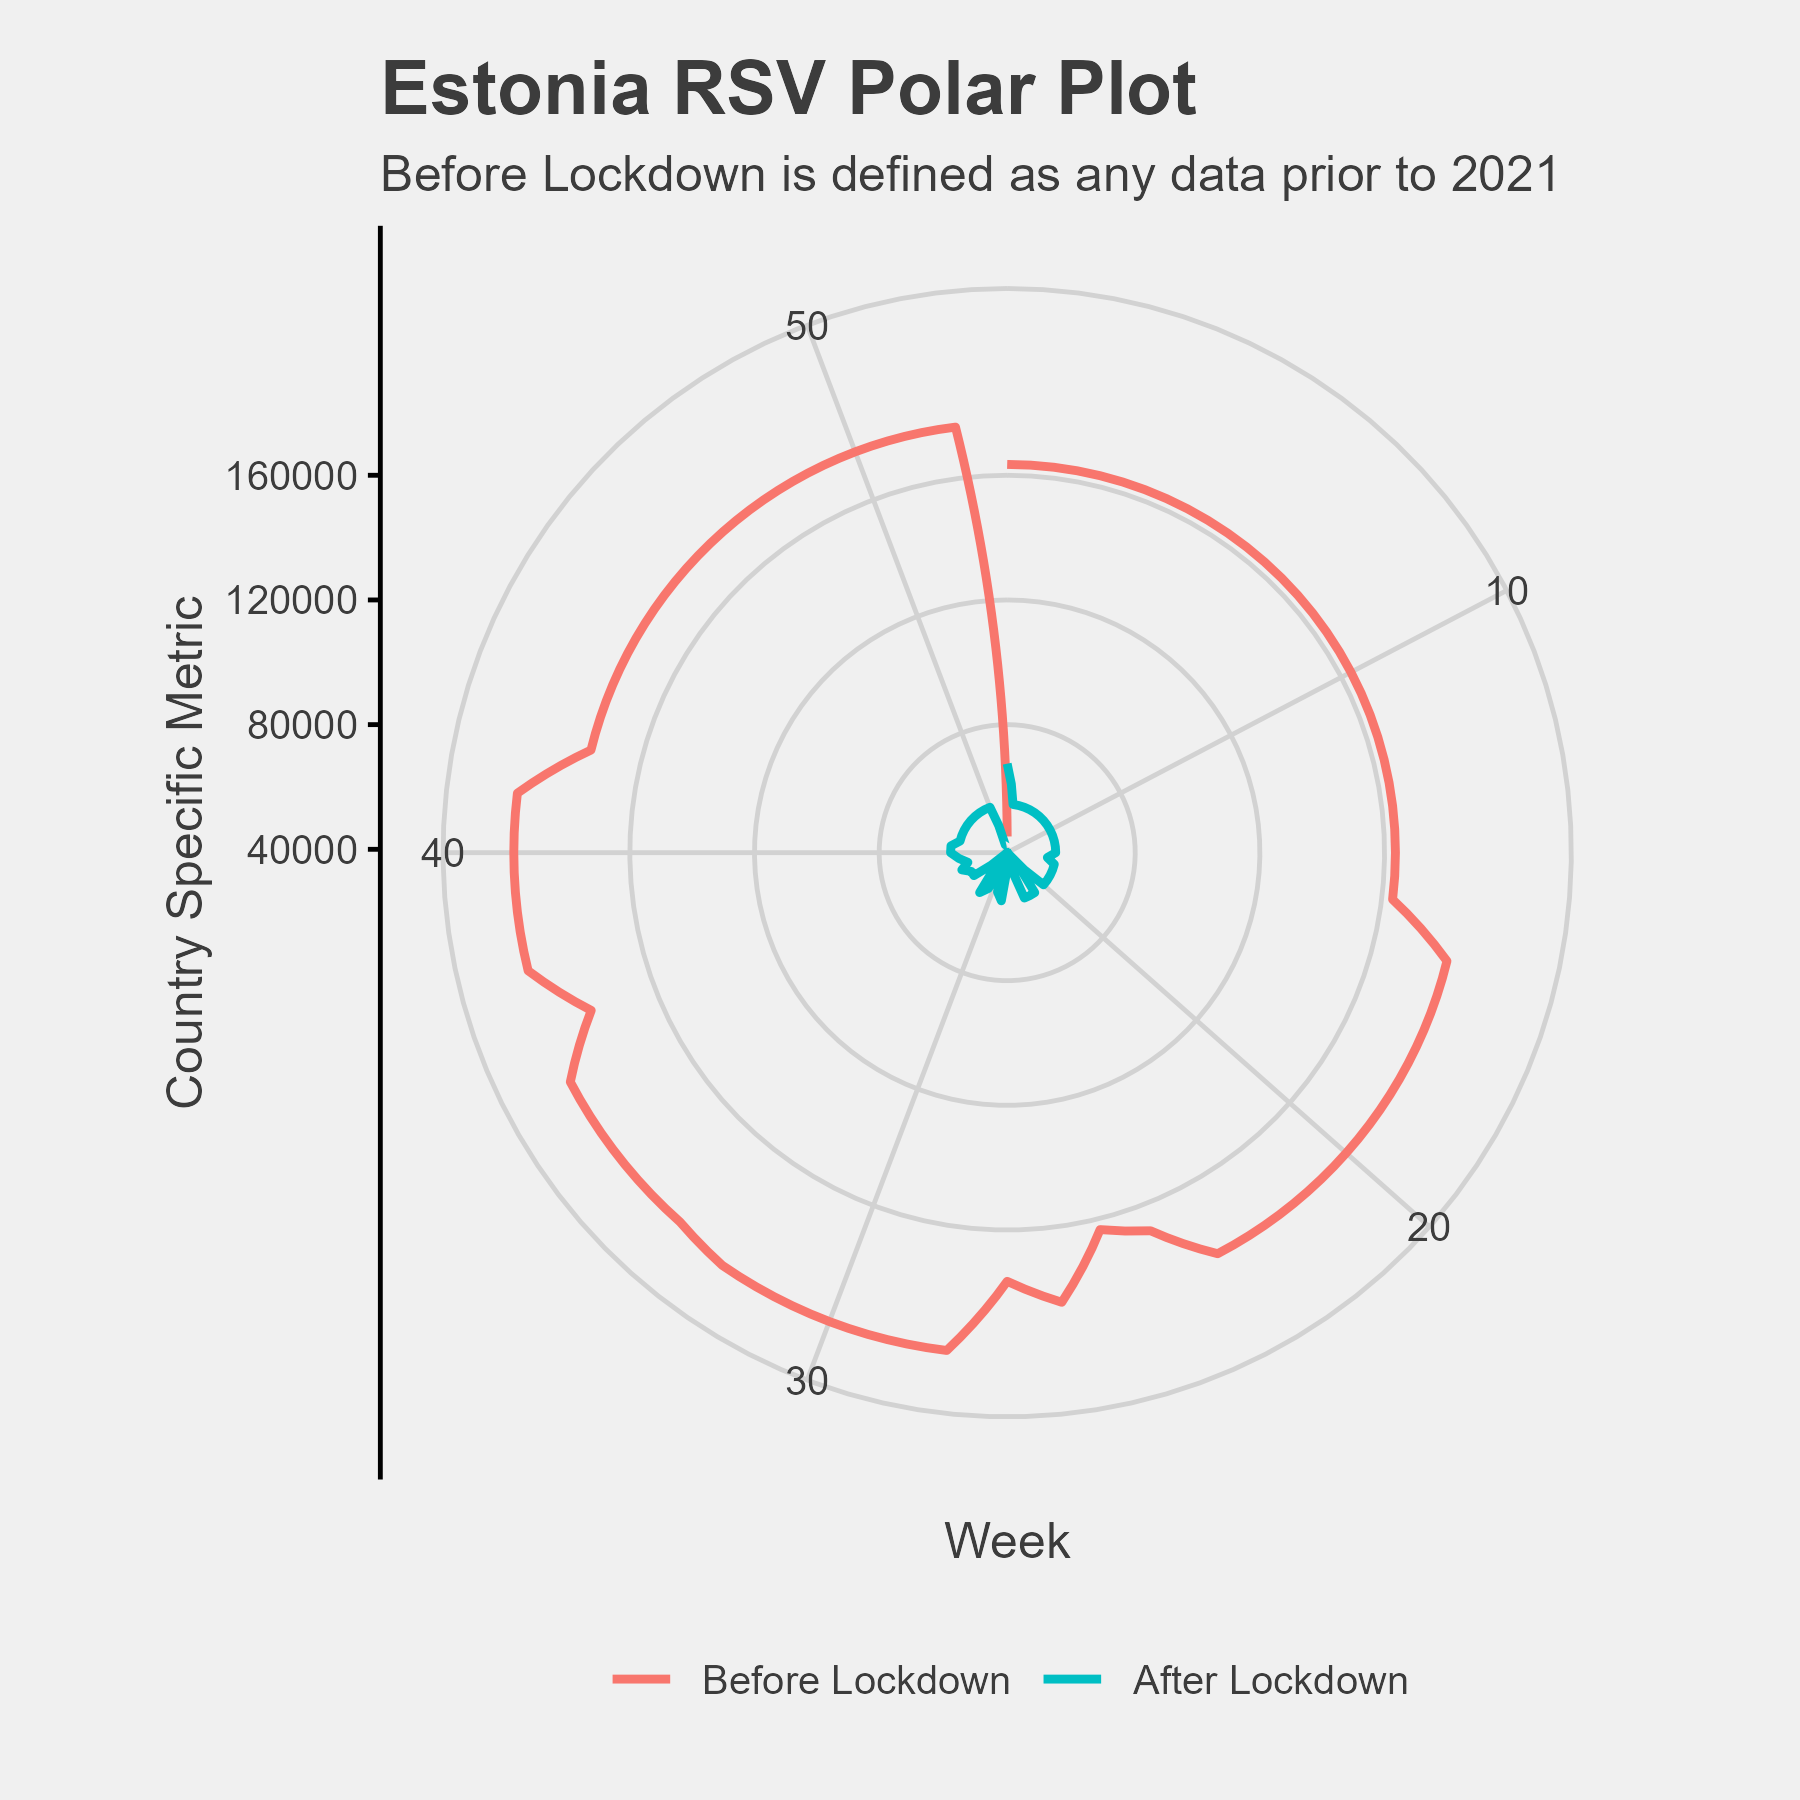 Estonia RSV Polar Plot
Before Lockdown is defined as any data prior to 2021
50
160000
10
120000
80000
40000
40
Country Specific Metric
20
30
Week
Before Lockdown
After Lockdown